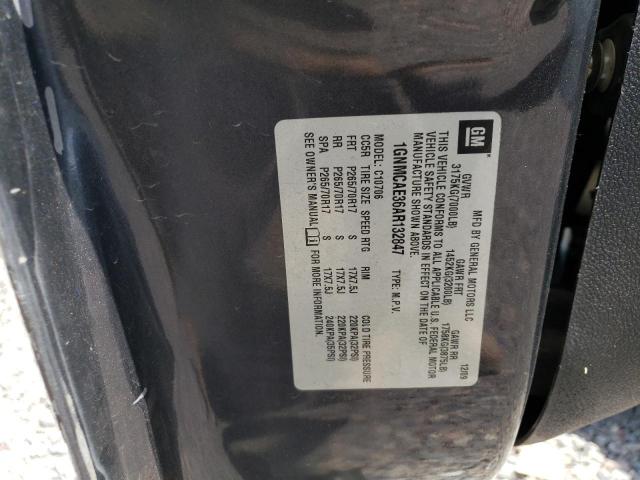 GM
MFD BY GENERAL MOTORS LLC 12/09
GVWR GAWR FRT GAWR RR
3175KG(7000LB) 1452KG(3200LB) 1758KG(3875LB)
THIS VEHICLE CONFORMS TO ALL APPLICABLE U.S. FEDERAL MOTOR
VEHICLE SAFETY STANDARDS IN EFFECT ON THE DATE OF
MANUFACTURE SHOWN ABOVE.
1GNMCAE36AR132847 TYPE: M.P.V.
MODEL: C10706
CC5R TIRE SIZE SPEED RTG RIM COLD TIRE PRESSURE
FRT P265/70R17 S 17X7.5J 220KPA(32PSI)
RR P265/70R17 S 17X7.5J 220KPA(32PSI)
SPA P265/70R17 S 17X7.5J 240KPA(35PSI)
SEE OWNER'S MANUAL FOR MORE INFORMATION.